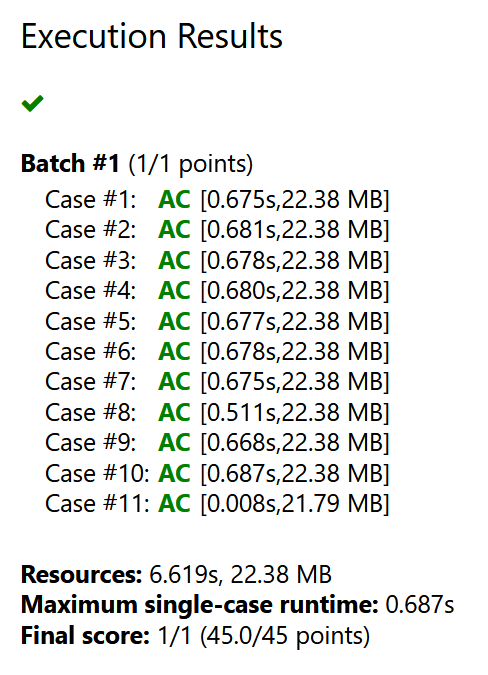 Execution Results
Batch #1 (1/1 points)
Case #1: AC [0.675s,22.38 MB]
Case #2: AC [0.681s,22.38 MB]
Case #3: AC [0.678s,22.38 MB]
Case #4: AC [0.680s,22.38 MB]
Case #5: AC [0.677s,22.38 MB]
Case #6: AC [0.678s,22.38 MB]
Case #7: AC [0.675s,22.38 MB]
Case #8: AC [0.511s,22.38 MB]
Case #9: AC [0.668s,22.38 MB]
Case #10: AC [0.687s,22.38 MB]
Case #11: AC [0.008s,21.79 MB]
Resources: 6.619s, 22.38 MB
Maximum single-case runtime: 0.687s
Final score: 1/1 (45.0/45 points)